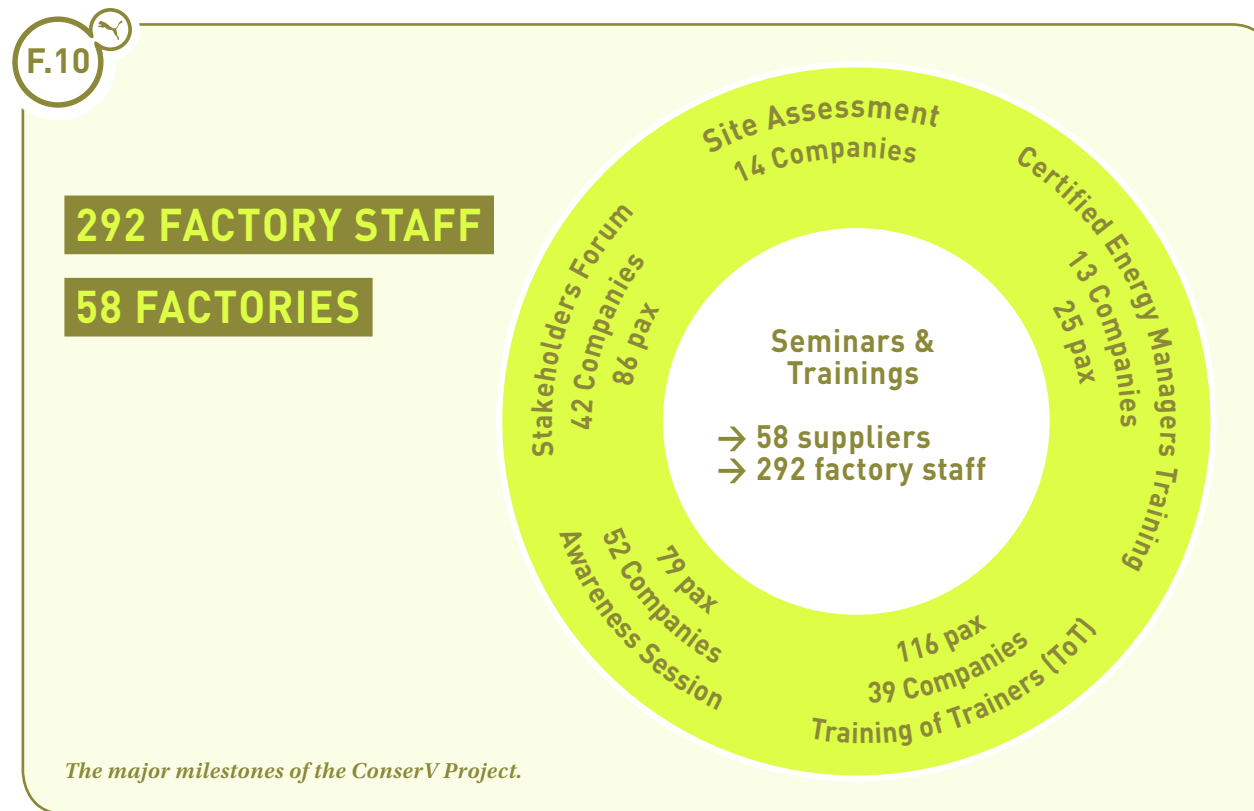 F.10
292 FACTORY STAFF
58 FACTORIES
Site Assessment
14 Companies
Certified Energy Managers Training
13 Companies
25 pax
116 pax
39 Companies
Training of Trainers (ToT)
79 pax
52 Companies
Awareness Session
Stakeholders Forum
42 Companies
86 pax
Seminars &
Trainings
→ 58 suppliers
→ 292 factory staff
The major milestones of the ConserV Project.